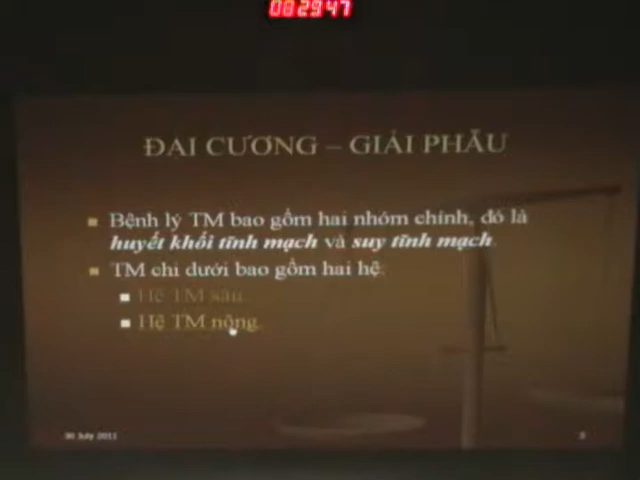 00:29:47
ĐẠI CƯƠNG – GIẢI PHẪU
Bệnh lý TM bao gồm hai nhóm chính, đó là
huyết khối tĩnh mạch và suy tĩnh mạch.
TM chi dưới bao gồm hai hệ:
Hệ TM sâu.
Hệ TM nông.
30 July 2011
3